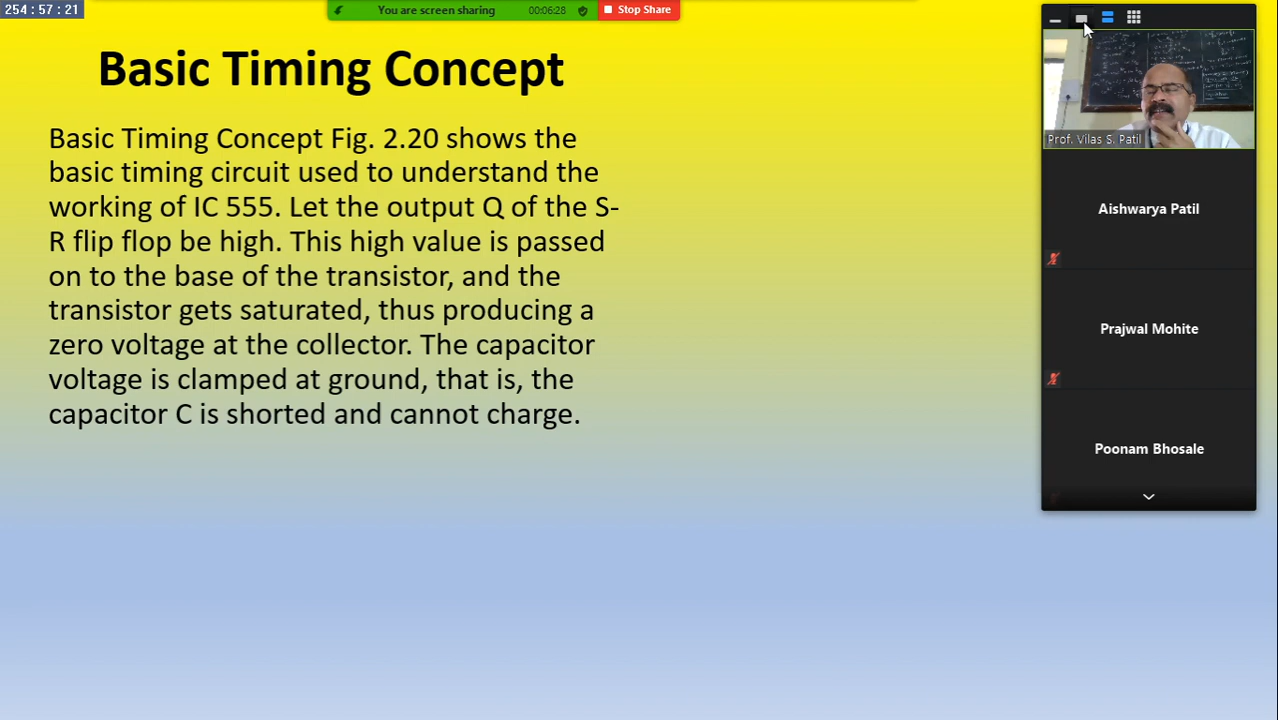 254:57:21
You are screen sharing
00:06:28
Stop Share
Basic Timing Concept
Basic Timing Concept Fig. 2.20 shows the
basic timing circuit used to understand the
working of IC 555. Let the output Q of the S-
R flip flop be high. This high value is passed
on to the base of the transistor, and the
transistor gets saturated, thus producing a
zero voltage at the collector. The capacitor
voltage is clamped at ground, that is, the
capacitor C is shorted and cannot charge.
Prof. Vilas S. Patil
Aishwarya Patil
Prajwal Mohite
Poonam Bhosale